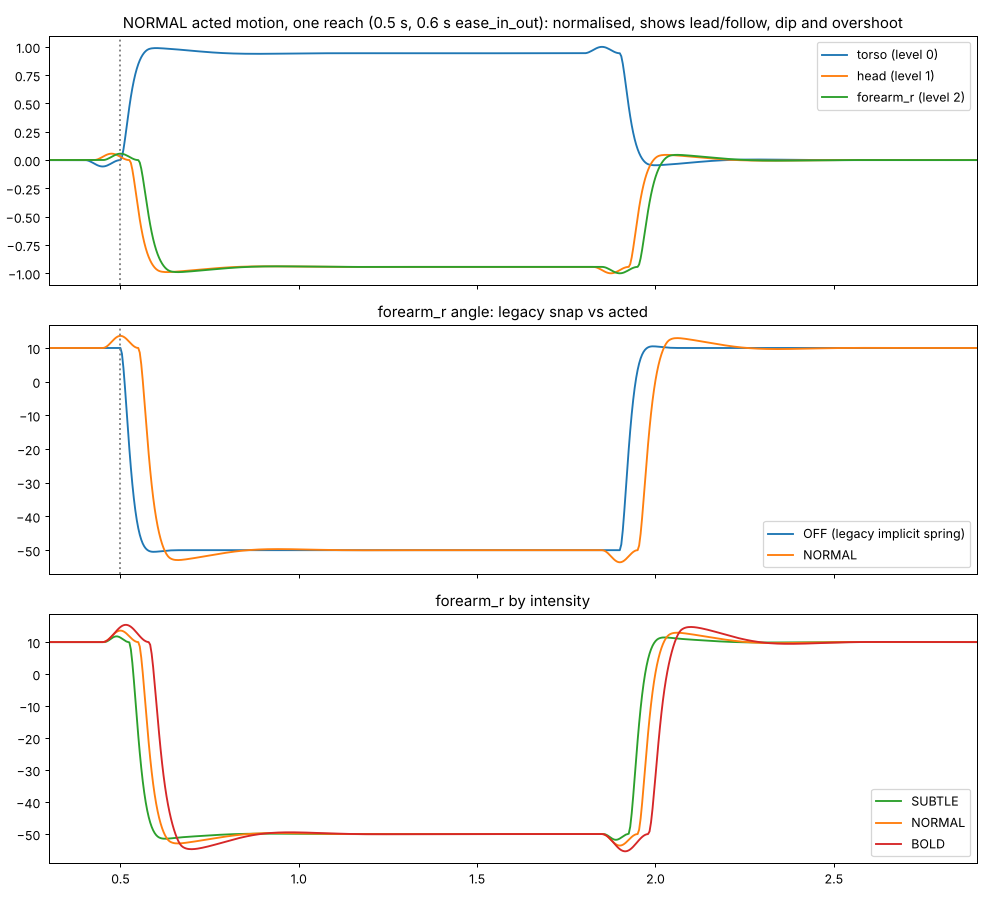 NORMAL acted motion, one reach (0.5 s, 0.6 s ease_in_out): normalised, shows lead/follow, dip and overshoot
1.00
0.75
0.50
0.25
0.00
−0.25
−0.50
−0.75
−1.00
torso (level 0)
head (level 1)
forearm_r (level 2)
forearm_r angle: legacy snap vs acted
10
0
−10
−20
−30
−40
−50
OFF (legacy implicit spring)
NORMAL
forearm_r by intensity
10
0
−10
−20
−30
−40
−50
SUBTLE
NORMAL
BOLD
0.5
1.0
1.5
2.0
2.5